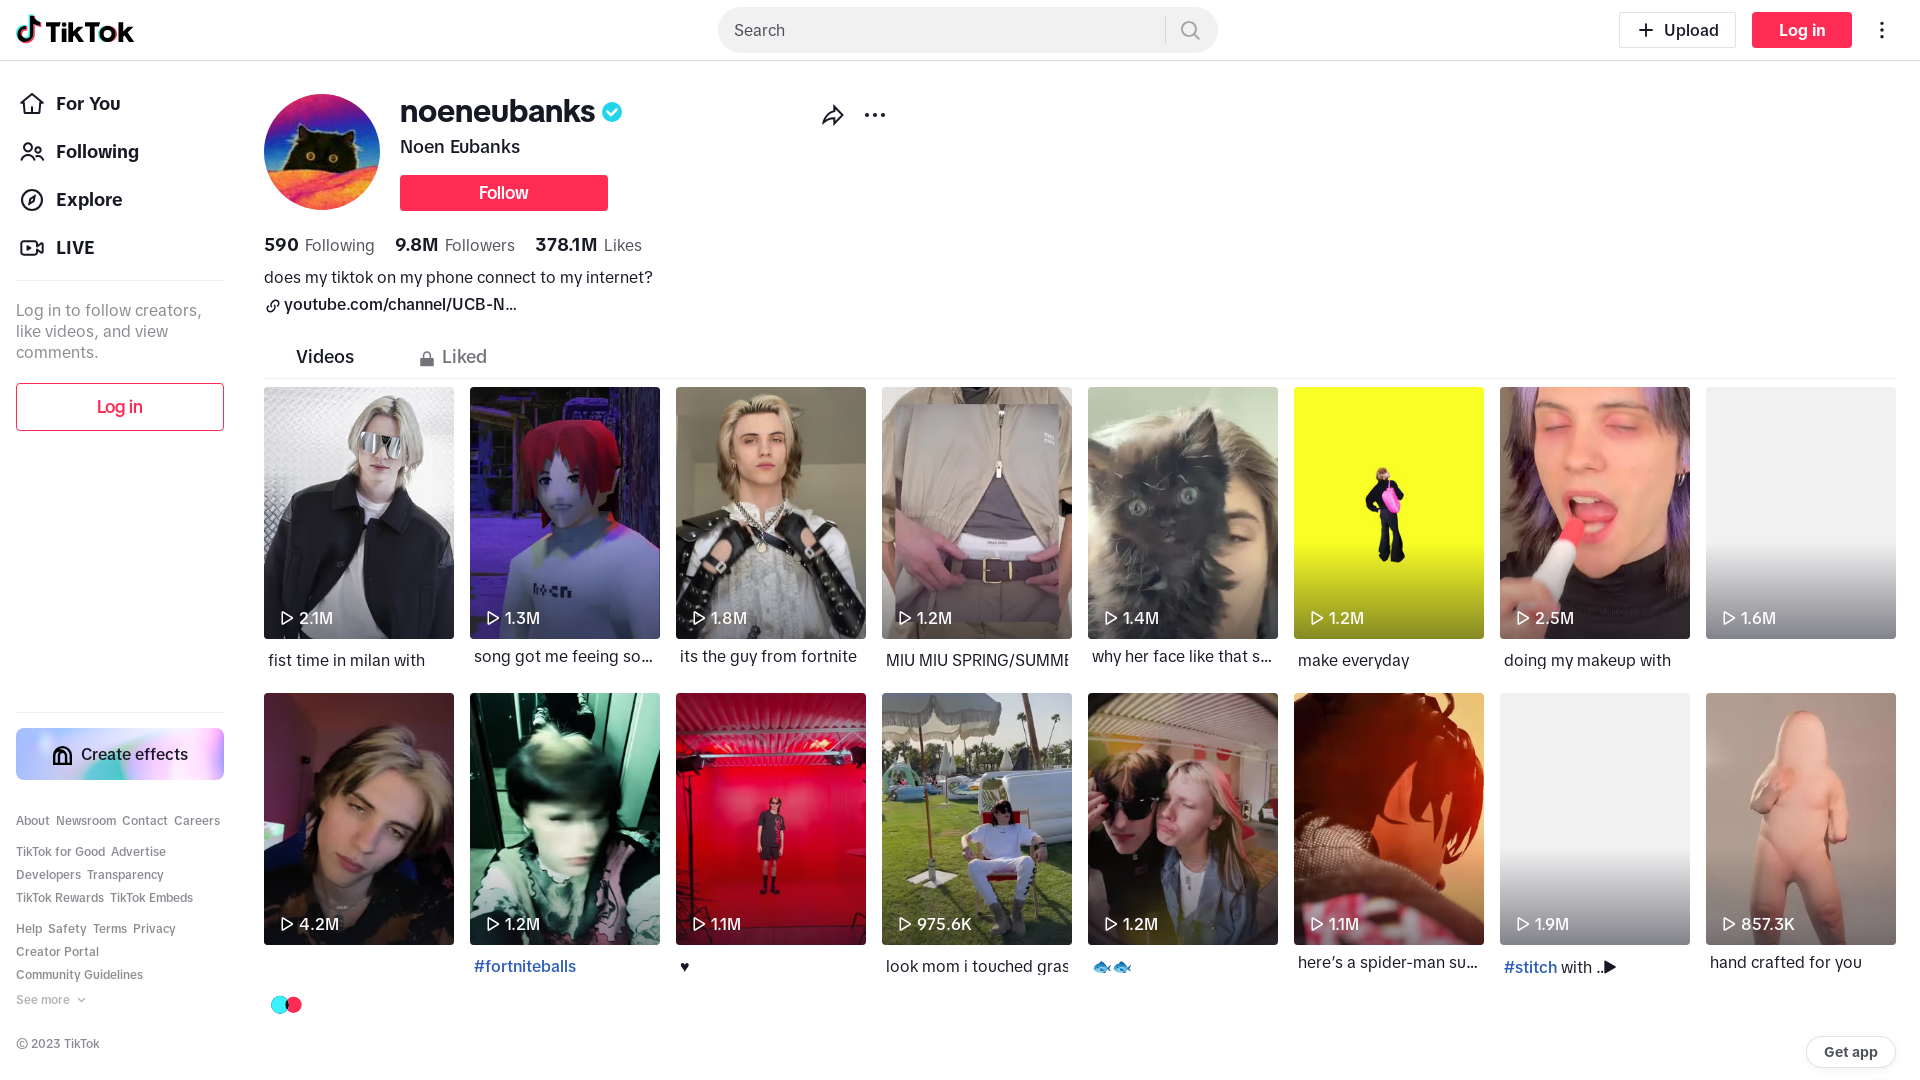 TikTok
Search
Upload
Log in
For You
Following
Explore
LIVE
Log in to follow creators,
like videos, and view
comments.
Log in
Create effects
About Newsroom Contact Careers
TikTok for Good Advertise
Developers Transparency
TikTok Rewards TikTok Embeds
Help Safety Terms Privacy
Creator Portal
Community Guidelines
See more
© 2023 TikTok
noeneubanks
Noen Eubanks
Follow
590 Following 9.8M Followers 378.1M Likes
does my tiktok on my phone connect to my internet?
youtube.com/channel/UCB-N...
Videos Liked
2.1M 1.3M 1.8M 1.2M 1.4M 1.2M 2.5M 1.6M
fist time in milan with
song got me feeing so...
its the guy from fortnite
MIU MIU SPRING/SUMME
why her face like that s...
make everyday
doing my makeup with
4.2M 1.2M 1.1M 975.6K 1.2M 1.1M 1.9M 857.3K
#fortniteballs
♥
look mom i touched gras
🐟🐟
here’s a spider-man su...
#stitch with ...
hand crafted for you
Get app